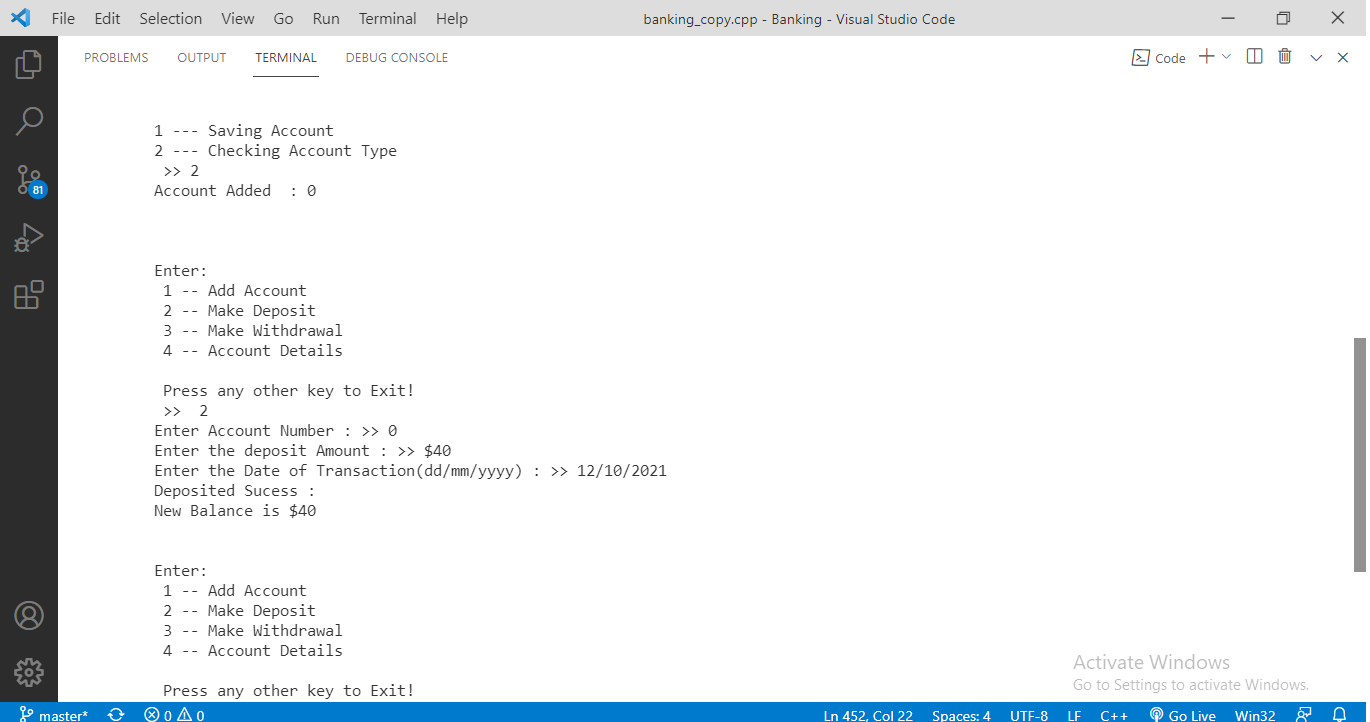 File Edit Selection View Go Run Terminal Help banking_copy.cpp - Banking - Visual Studio Code
PROBLEMS OUTPUT TERMINAL DEBUG CONSOLE Code
1 --- Saving Account
2 --- Checking Account Type
>> 2
Account Added : 0
Enter:
1 -- Add Account
2 -- Make Deposit
3 -- Make Withdrawal
4 -- Account Details
Press any other key to Exit!
>> 2
Enter Account Number : >> 0
Enter the deposit Amount : >> $40
Enter the Date of Transaction(dd/mm/yyyy) : >> 12/10/2021
Deposited Sucess :
New Balance is $40
Enter:
1 -- Add Account
2 -- Make Deposit
3 -- Make Withdrawal
4 -- Account Details
Press any other key to Exit!
81
Activate Windows
Go to Settings to activate Windows.
master* 0 0 Ln 452, Col 22 Spaces: 4 UTF-8 LF C++ Go Live Win32